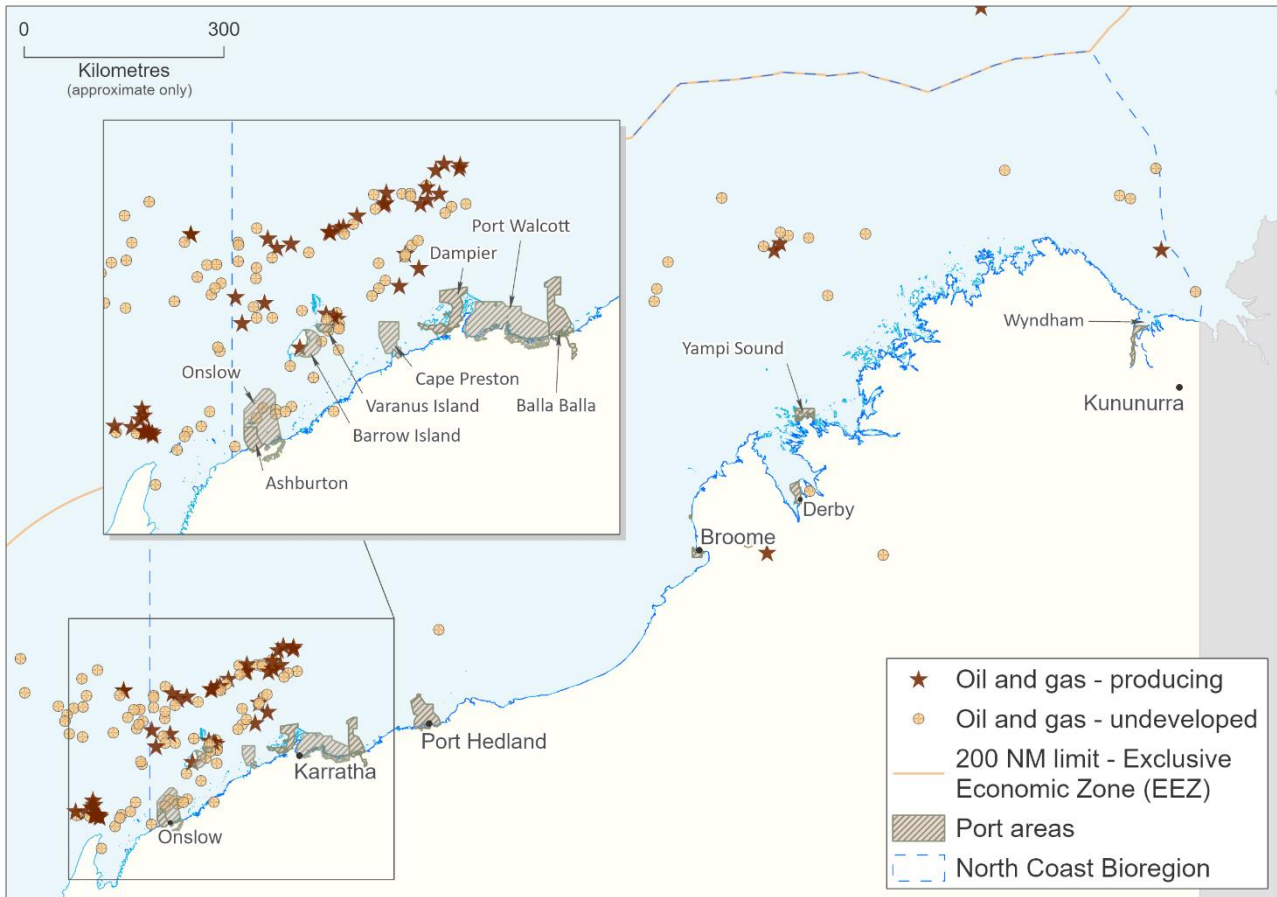 0 300
Kilometres
(approximate only)
Port Walcott
Dampier
Onslow
Cape Preston
Varanus Island
Balla Balla
Barrow Island
Ashburton
Wyndham
Yampi Sound
Kununurra
Derby
Broome
Port Hedland
Karratha
Onslow
Oil and gas - producing
Oil and gas - undeveloped
200 NM limit - Exclusive
Economic Zone (EEZ)
Port areas
North Coast Bioregion